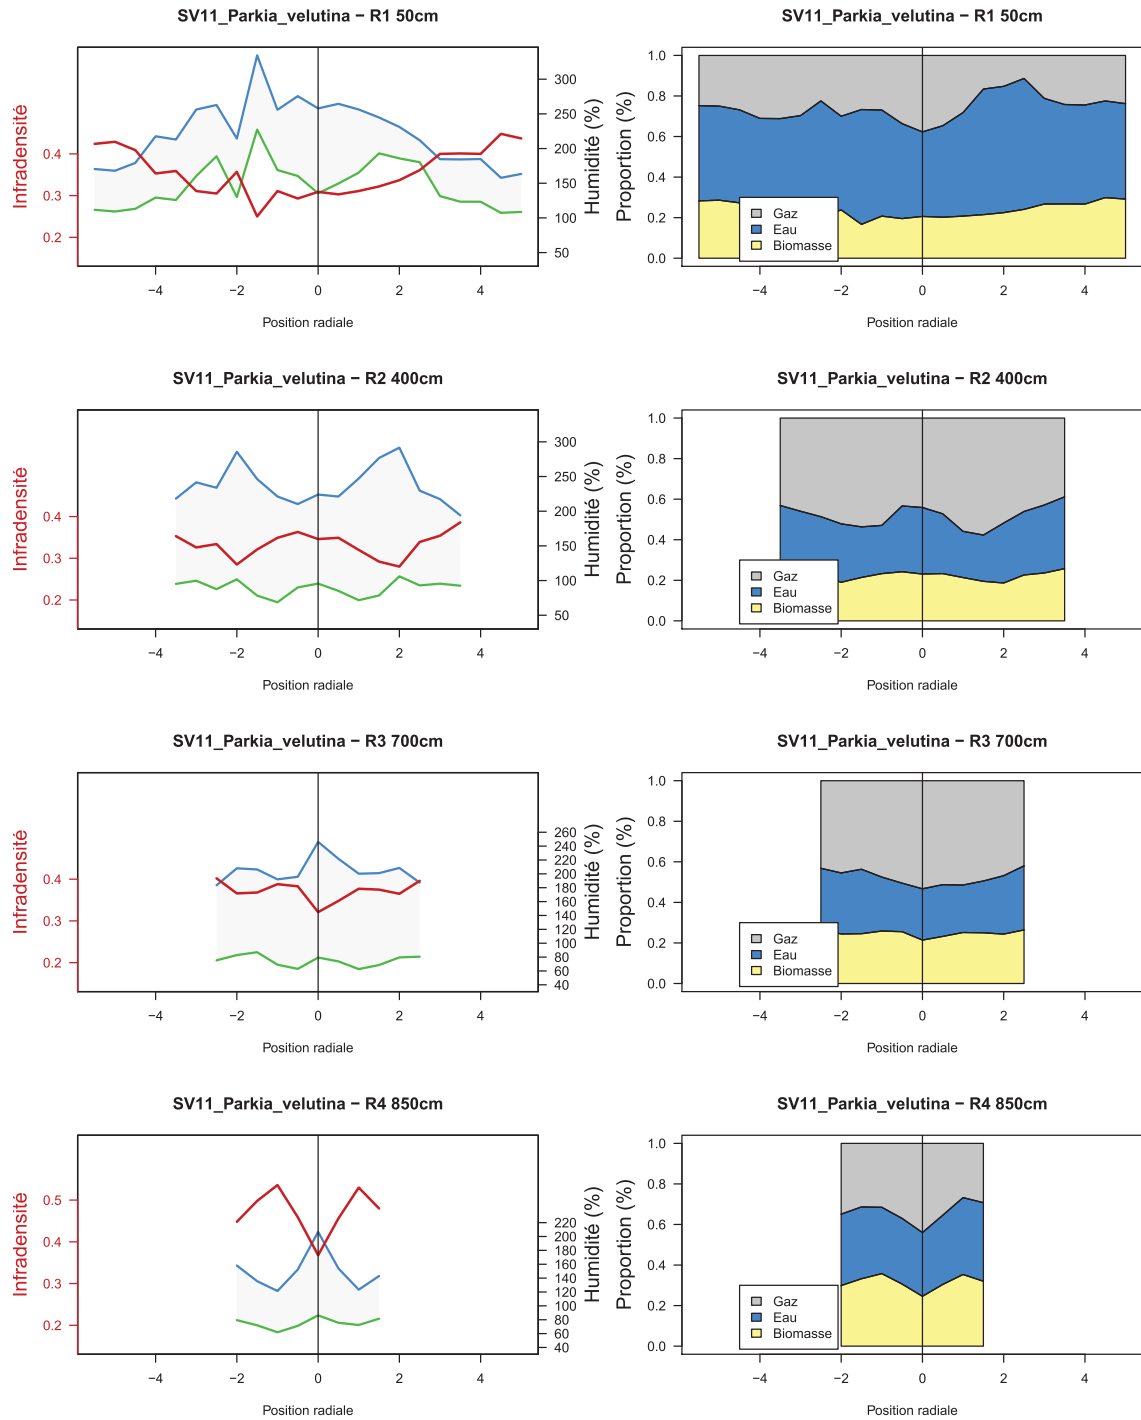 SV11_Parkia_velutina − R1 50cm
Infradensité
0.4
0.3
0.2
300
250
200
150
100
50
Humidité (%)
−4 −2 0 2 4
Position radiale
SV11_Parkia_velutina − R1 50cm
Proportion (%)
1.0
0.8
0.6
0.4
0.2
0.0
Gaz
Eau
Biomasse
−4 −2 0 2 4
Position radiale
SV11_Parkia_velutina − R2 400cm
Infradensité
0.4
0.3
0.2
300
250
200
150
100
50
Humidité (%)
−4 −2 0 2 4
Position radiale
SV11_Parkia_velutina − R2 400cm
Proportion (%)
1.0
0.8
0.6
0.4
0.2
0.0
Gaz
Eau
Biomasse
−4 −2 0 2 4
Position radiale
SV11_Parkia_velutina − R3 700cm
Infradensité
0.4
0.3
0.2
260
240
220
200
180
160
140
120
100
80
60
40
Humidité (%)
−4 −2 0 2 4
Position radiale
SV11_Parkia_velutina − R3 700cm
Proportion (%)
1.0
0.8
0.6
0.4
0.2
0.0
Gaz
Eau
Biomasse
−4 −2 0 2 4
Position radiale
SV11_Parkia_velutina − R4 850cm
Infradensité
0.5
0.4
0.3
0.2
220
200
180
160
140
120
100
80
60
40
Humidité (%)
−4 −2 0 2 4
Position radiale
SV11_Parkia_velutina − R4 850cm
Proportion (%)
1.0
0.8
0.6
0.4
0.2
0.0
Gaz
Eau
Biomasse
−4 −2 0 2 4
Position radiale